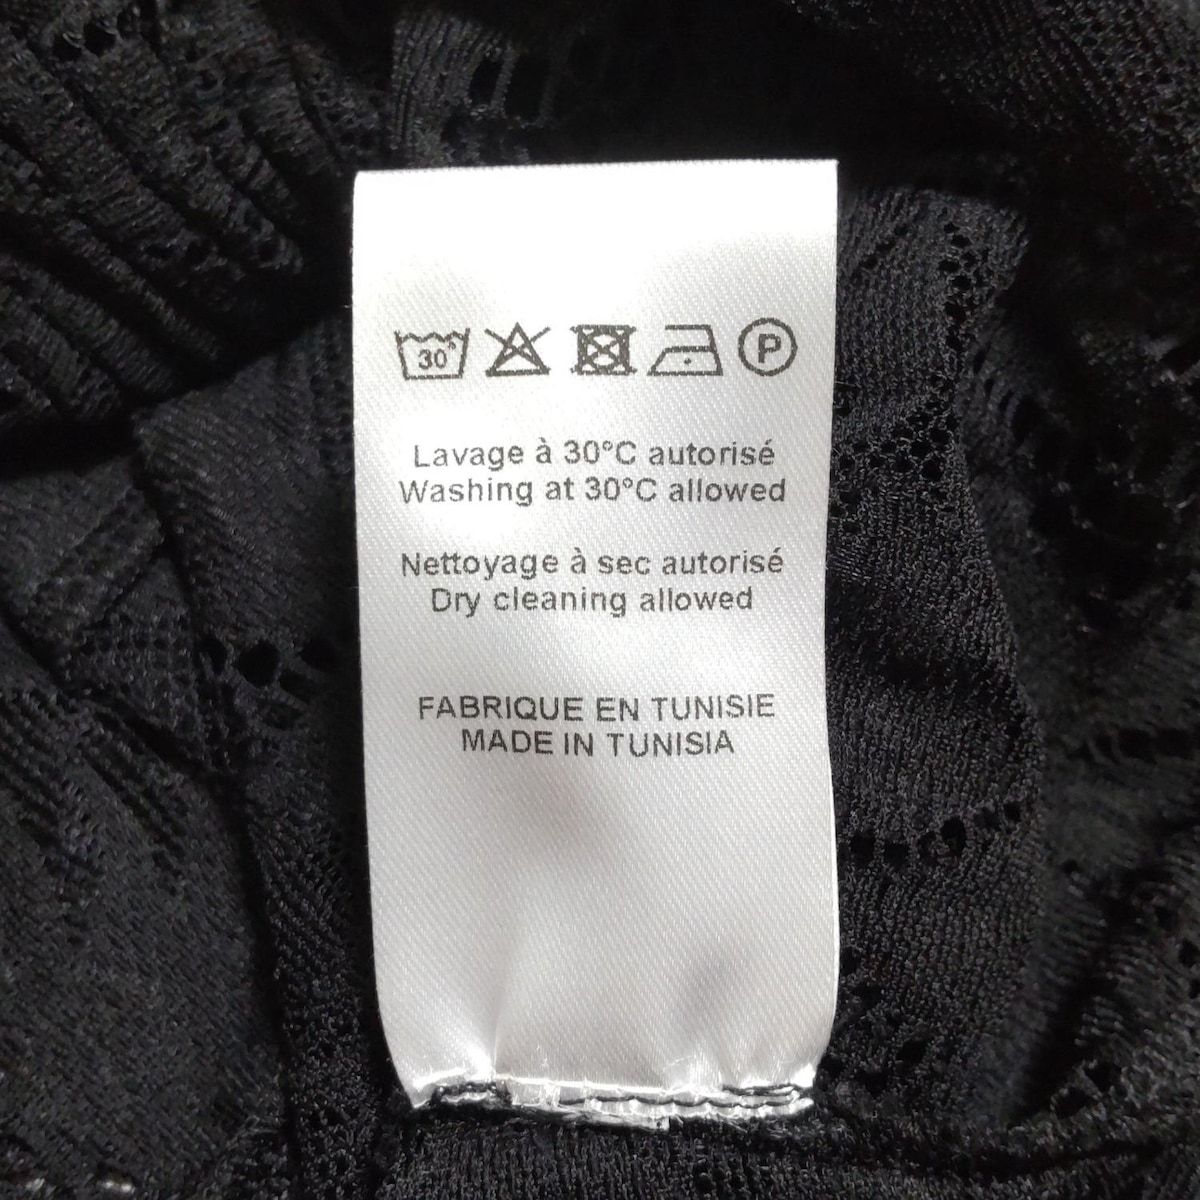 30°
P
Lavage à 30°C autorisé
Washing at 30°C allowed
Nettoyage à sec autorisé
Dry cleaning allowed
FABRIQUE EN TUNISIE
MADE IN TUNISIA